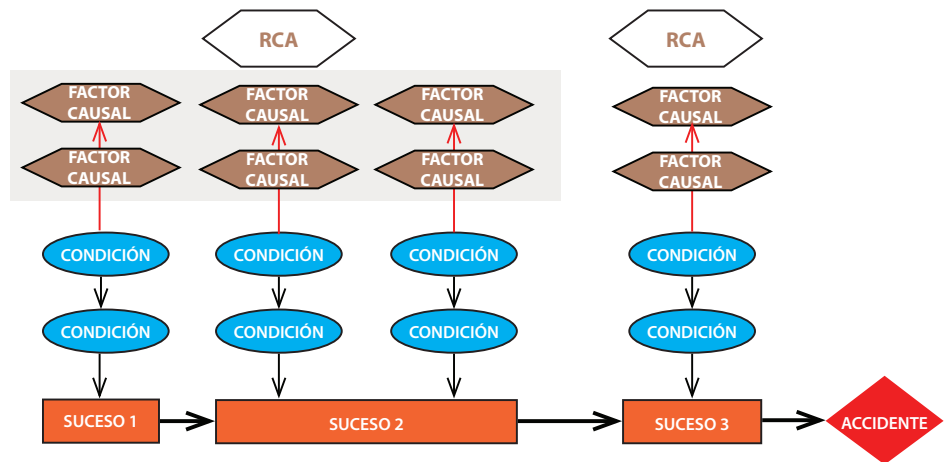 RCA
RCA
FACTOR
CAUSAL
FACTOR
CAUSAL
FACTOR
CAUSAL
FACTOR
CAUSAL
FACTOR
CAUSAL
FACTOR
CAUSAL
FACTOR
CAUSAL
FACTOR
CAUSAL
CONDICIÓN
CONDICIÓN
CONDICIÓN
CONDICIÓN
CONDICIÓN
CONDICIÓN
CONDICIÓN
CONDICIÓN
SUCESO 1
SUCESO 2
SUCESO 3
ACCIDENTE